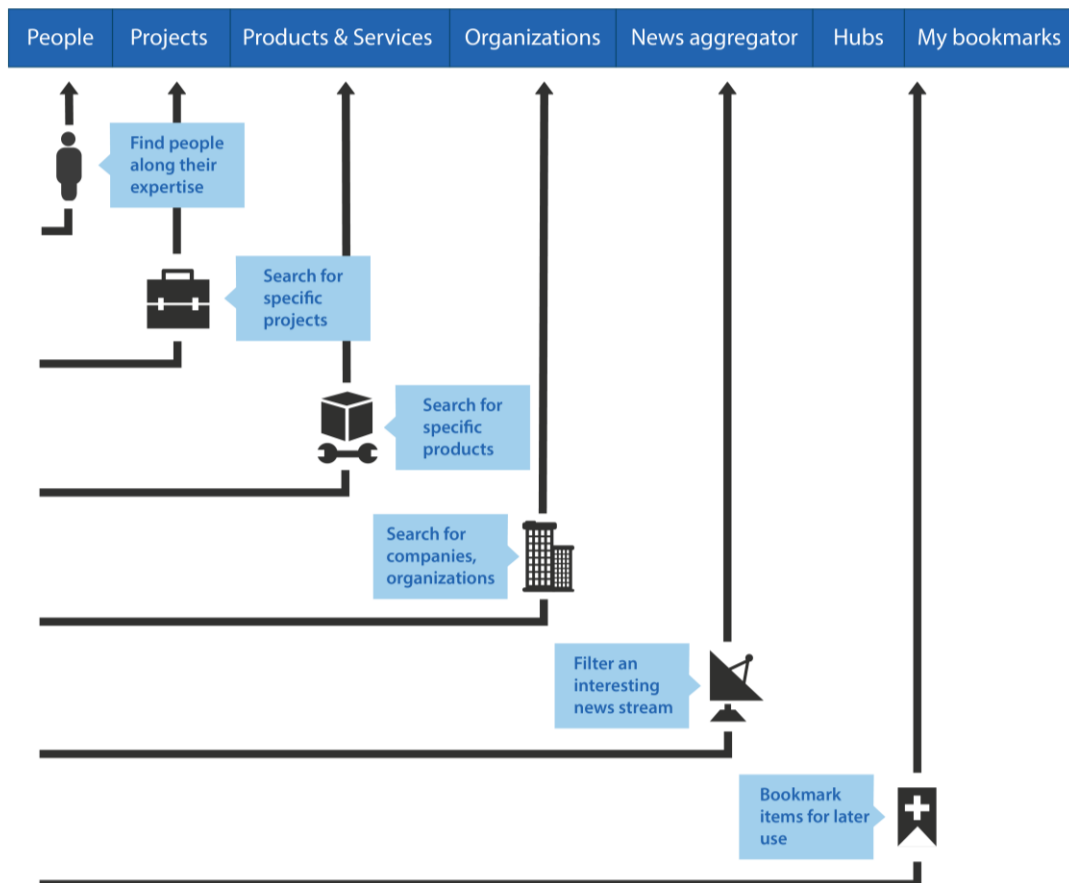 People
Projects
Products & Services
Organizations
News aggregator
Hubs
My bookmarks
Find people
along their
expertise
Search for
specific
projects
Search for
specific
products
Search for
companies,
organizations
Filter an
interesting
news stream
Bookmark
items for later
use